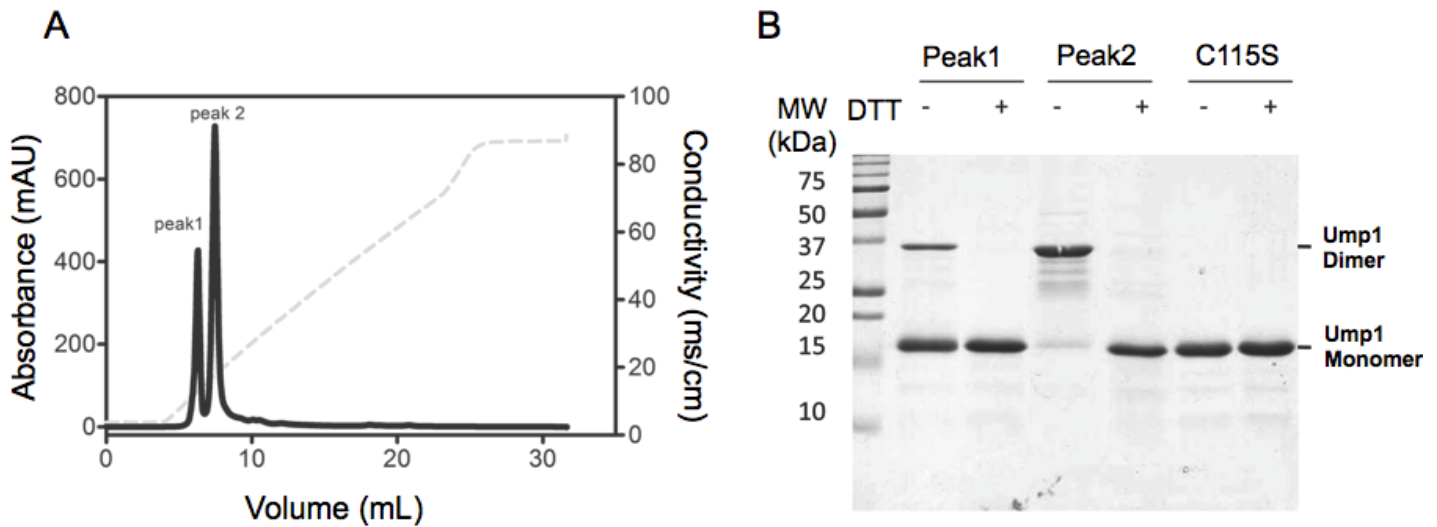 A
Absorbance (mAU)
800
600
400
200
0
peak1
peak 2
0
10
20
30
Volume (mL)
100
80
60
40
20
0
Conductivity (ms/cm)
B
Peak1
Peak2
C115S
MW
(kDa)
DTT
-
+
-
+
-
+
75
50
37
25
20
15
10
Ump1
Dimer
Ump1
Monomer